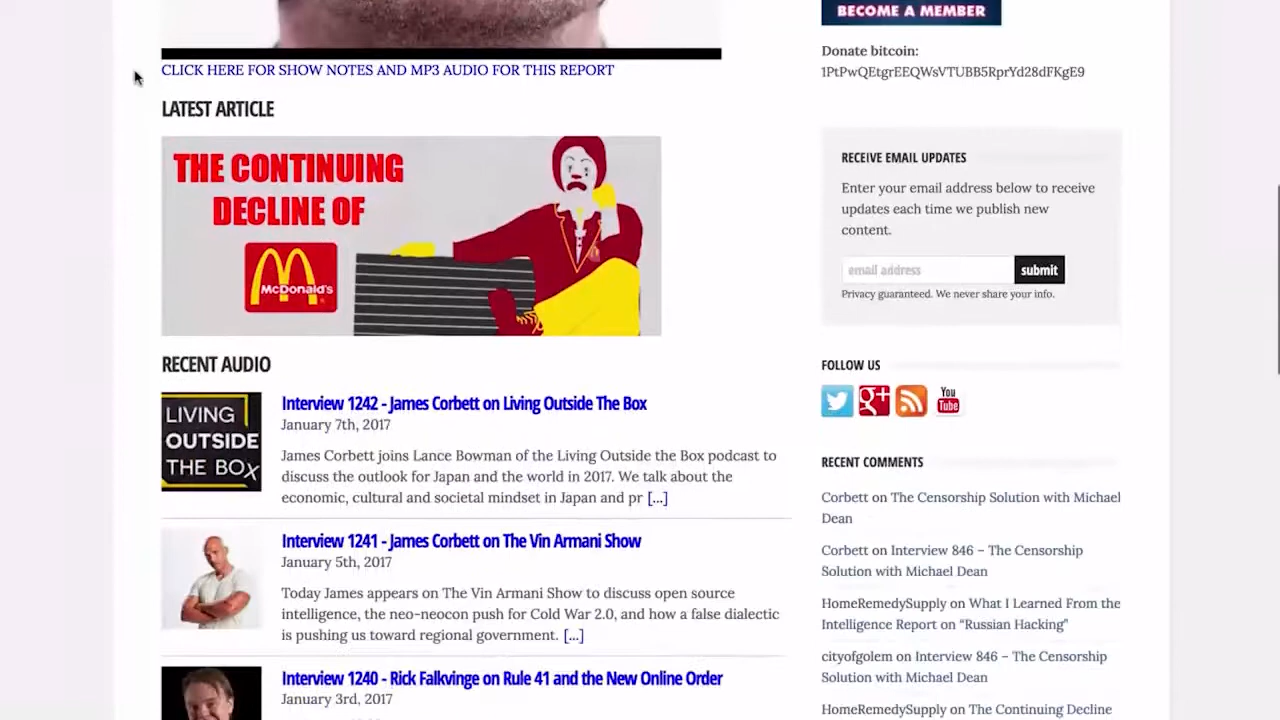 CLICK HERE FOR SHOW NOTES AND MP3 AUDIO FOR THIS REPORT
LATEST ARTICLE
THE CONTINUING
DECLINE OF
McDonald's
RECENT AUDIO
LIVING
OUTSIDE
THE BOX
Interview 1242 - James Corbett on Living Outside The Box
January 7th, 2017
James Corbett joins Lance Bowman of the Living Outside the Box podcast to
discuss the outlook for Japan and the world in 2017. We talk about the
economic, cultural and societal mindset in Japan and pr [...]
Interview 1241 - James Corbett on The Vin Armani Show
January 5th, 2017
Today James appears on The Vin Armani Show to discuss open source
intelligence, the neo-neocon push for Cold War 2.0, and how a false dialectic
is pushing us toward regional government. [...]
Interview 1240 - Rick Falkvinge on Rule 41 and the New Online Order
January 3rd, 2017
BECOME A MEMBER
Donate bitcoin:
1PtPwQEtgrEEQWsVTUBB5RprYd28dFKgE9
RECEIVE EMAIL UPDATES
Enter your email address below to receive
updates each time we publish new
content.
email address
submit
Privacy guaranteed. We never share your info.
FOLLOW US
g+
You
Tube
RECENT COMMENTS
Corbett on The Censorship Solution with Michael
Dean
Corbett on Interview 846 – The Censorship
Solution with Michael Dean
HomeRemedySupply on What I Learned From the
Intelligence Report on “Russian Hacking”
cityofgolem on Interview 846 – The Censorship
Solution with Michael Dean
HomeRemedySupply on The Continuing Decline